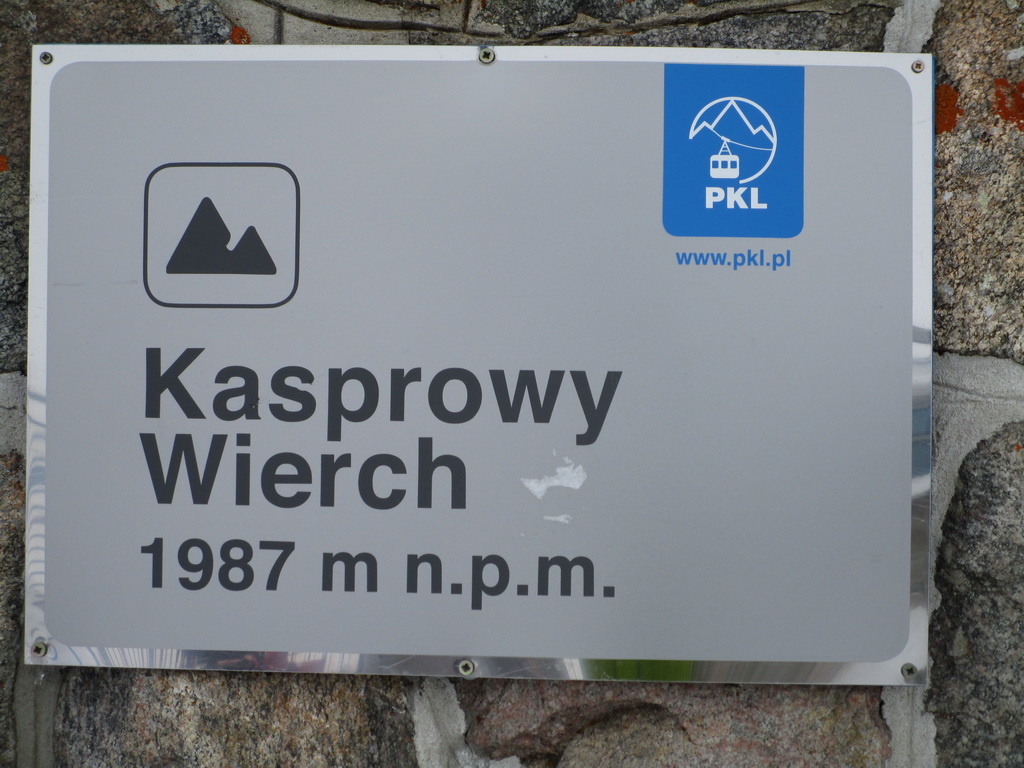 PKL
www.pkl.pl
Kasprowy
Wierch
1987 m n.p.m.